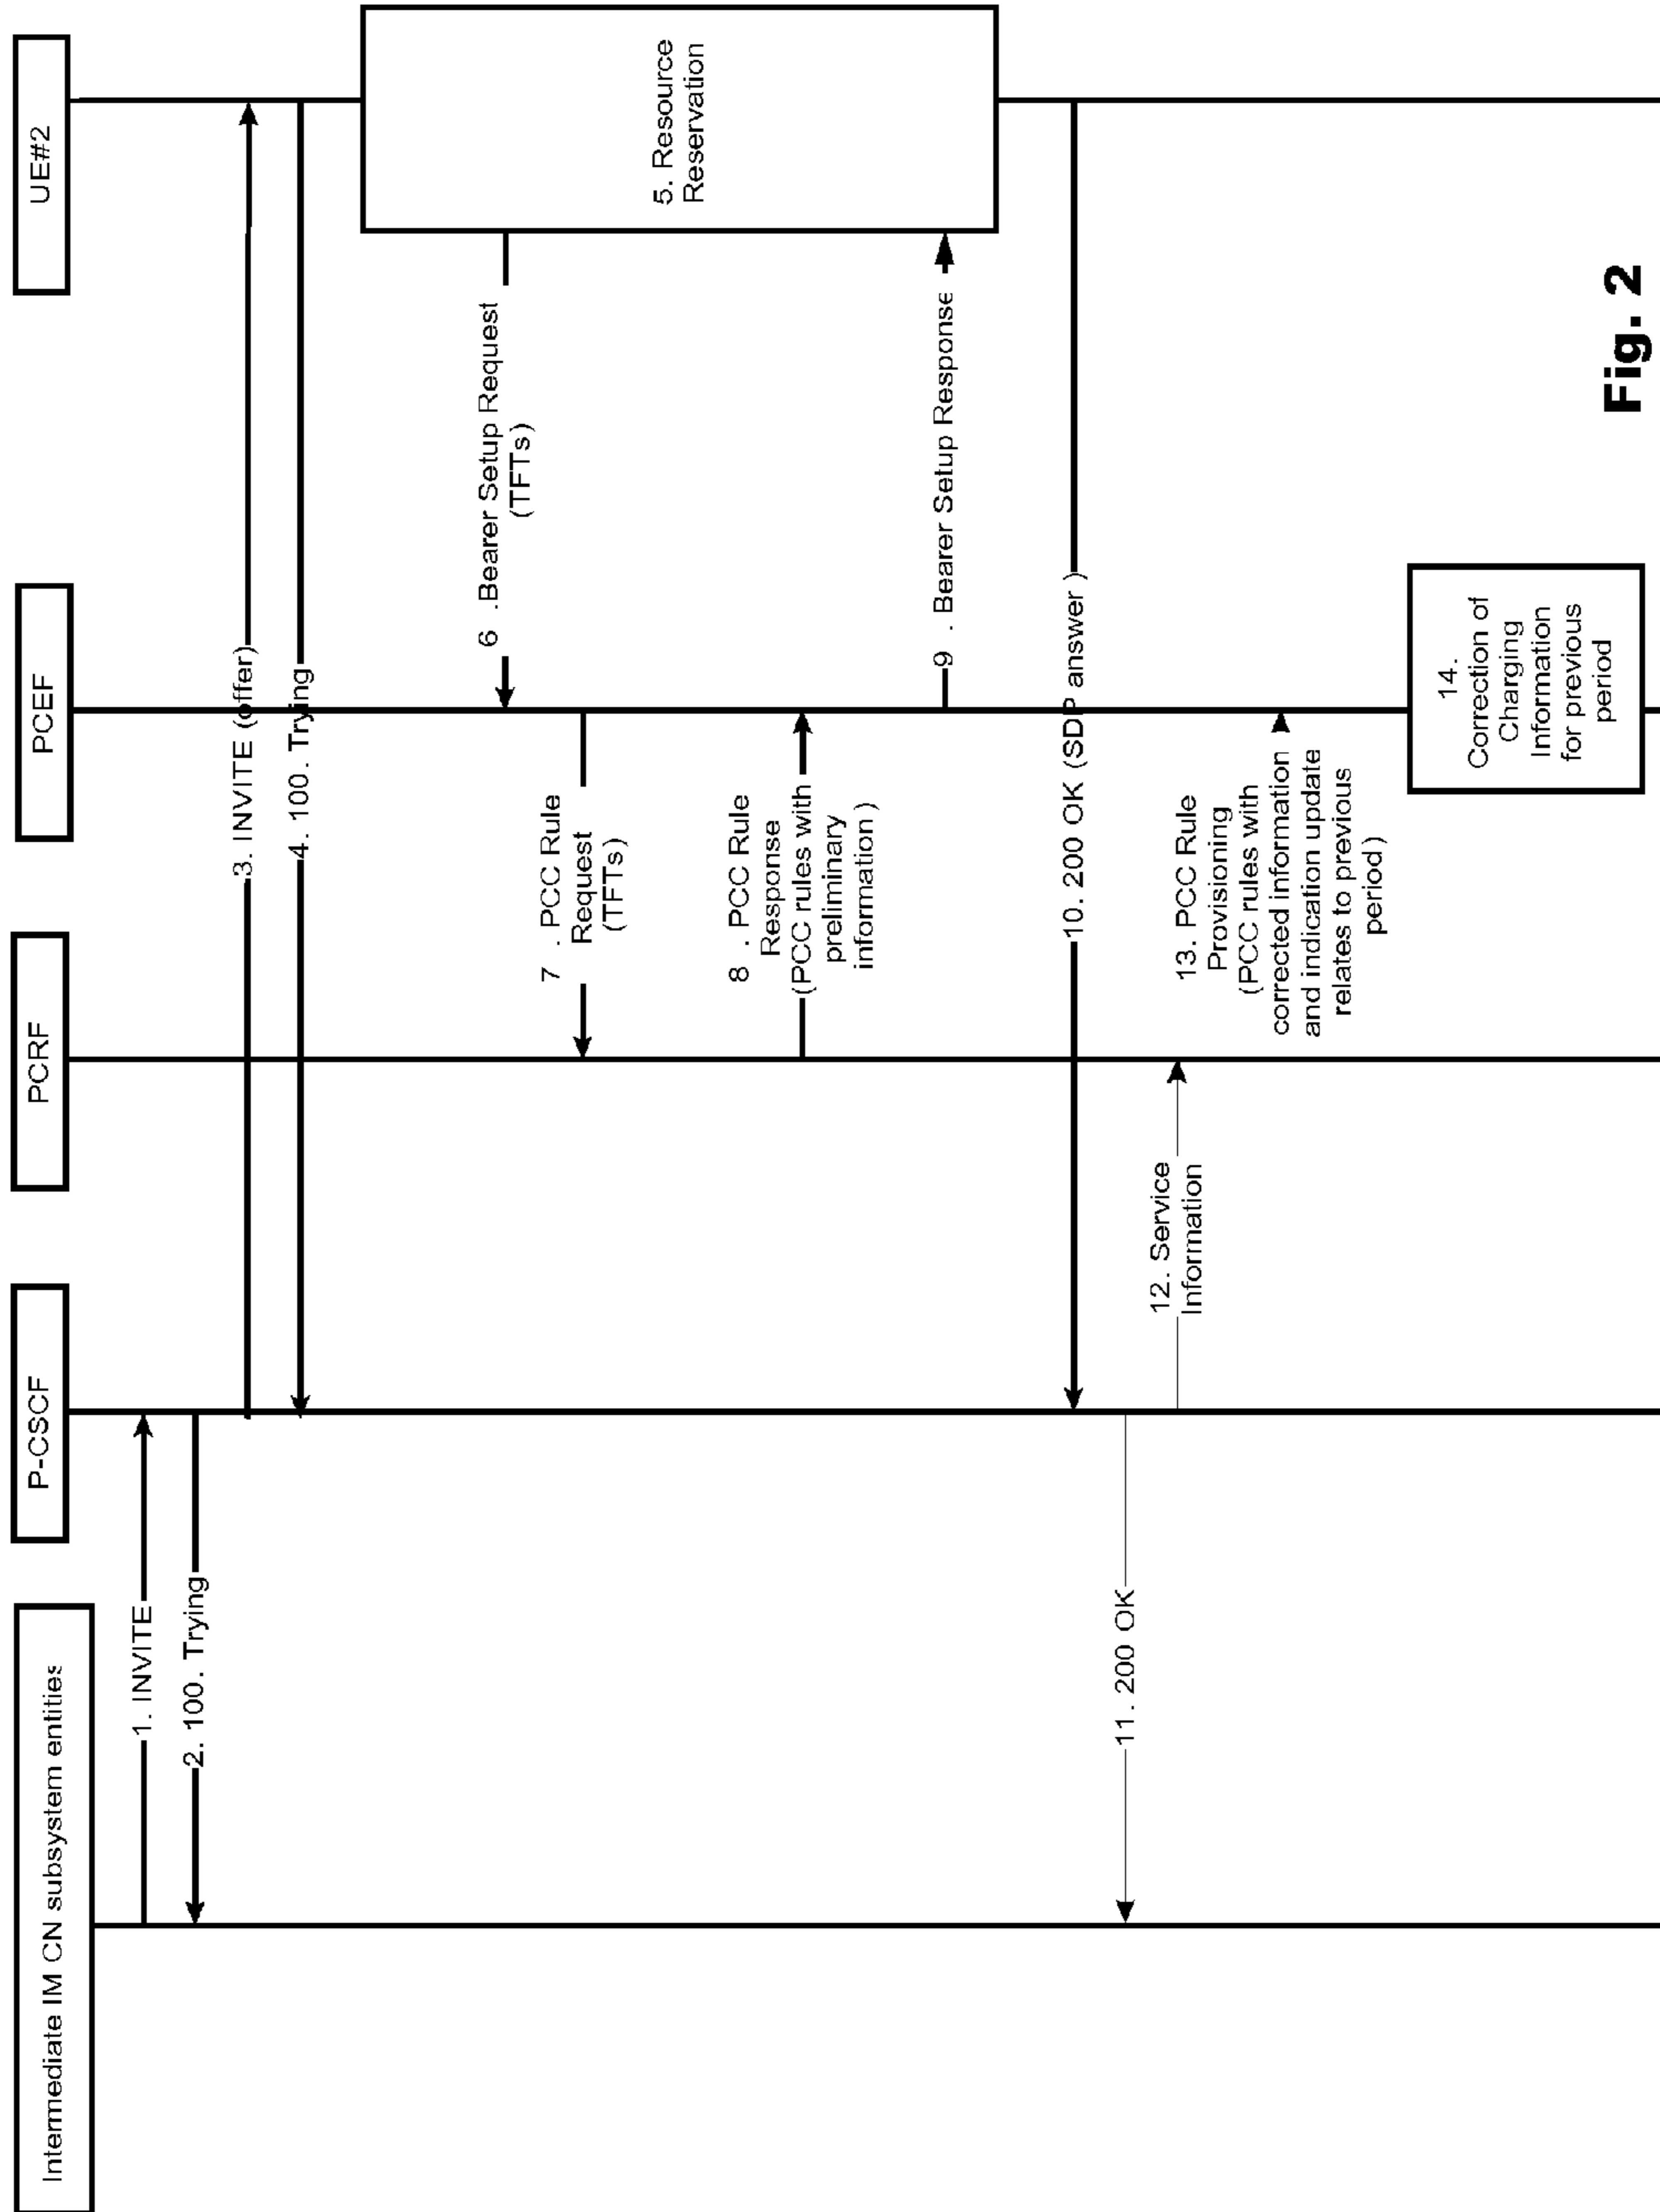 Intermediate IM CN subsystem entities
P-CSCF
PCRF
PCEF
UE#2
1. INVITE
2. 100. Trying
3. INVITE (offer)
4. 100. Trying
5. Resource
Reservation
6 .Bearer Setup Request
(TFTs)
7 . PCC Rule
Request
(TFTs)
8 . PCC Rule
Response
(PCC rules with
preliminary
information )
9 . Bearer Setup Response
10. 200 OK (SDP answer )
11. 200 OK
12. Service
Information
13. PCC Rule
Provisioning
(PCC rules with
corrected information
and indication update
relates to previous
period)
14.
Correction of
Charging
Information
for previous
period
Fig. 2